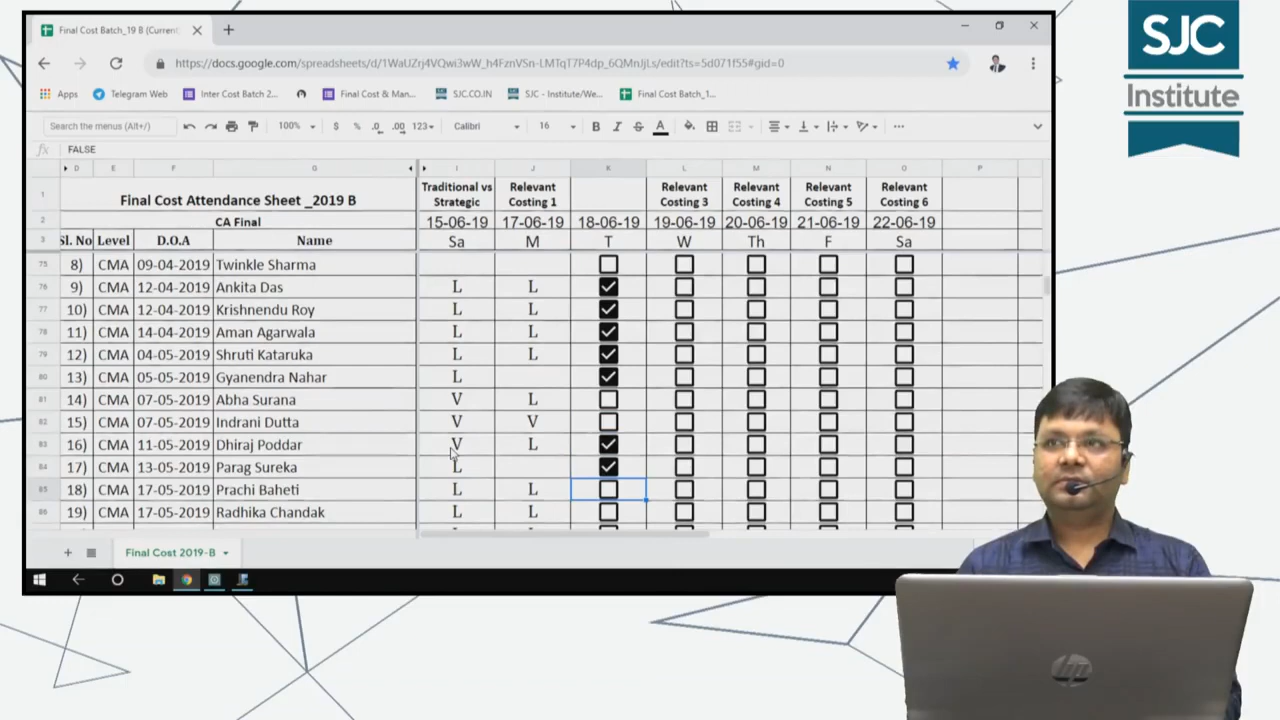 Final Cost Batch_19 B (Current
https://docs.google.com/spreadsheets/d/1WaUZrj4VQwi3wW_h4FznVSn-LMTqT7P4dp_6QMnJjLs/edit?ts=5d071f55#gid=0
Apps Telegram Web Inter Cost Batch 2... Final Cost & Man... SJC.CO.IN SJC - Institute/We... Final Cost Batch_1...
Search the menus (Alt+/) 100% $ % .0 .00 123 Calibri 16 B I S A
fx FALSE
D E F G I J K L M N O P
1 Final Cost Attendance Sheet _2019 B Traditional vs Strategic Relevant Costing 1 Relevant Costing 3 Relevant Costing 4 Relevant Costing 5 Relevant Costing 6
2 CA Final 15-06-19 17-06-19 18-06-19 19-06-19 20-06-19 21-06-19 22-06-19
3 Sl. No Level D.O.A Name Sa M T W Th F Sa
75 8) CMA 09-04-2019 Twinkle Sharma
76 9) CMA 12-04-2019 Ankita Das L L
77 10) CMA 12-04-2019 Krishnendu Roy L L
78 11) CMA 14-04-2019 Aman Agarwala L L
79 12) CMA 04-05-2019 Shruti Kataruka L L
80 13) CMA 05-05-2019 Gyanendra Nahar L
81 14) CMA 07-05-2019 Abha Surana V L
82 15) CMA 07-05-2019 Indrani Dutta V V
83 16) CMA 11-05-2019 Dhiraj Poddar V L
84 17) CMA 13-05-2019 Parag Sureka L
85 18) CMA 17-05-2019 Prachi Baheti L L
86 19) CMA 17-05-2019 Radhika Chandak L L
Final Cost 2019-B
SJC
Institute
hp